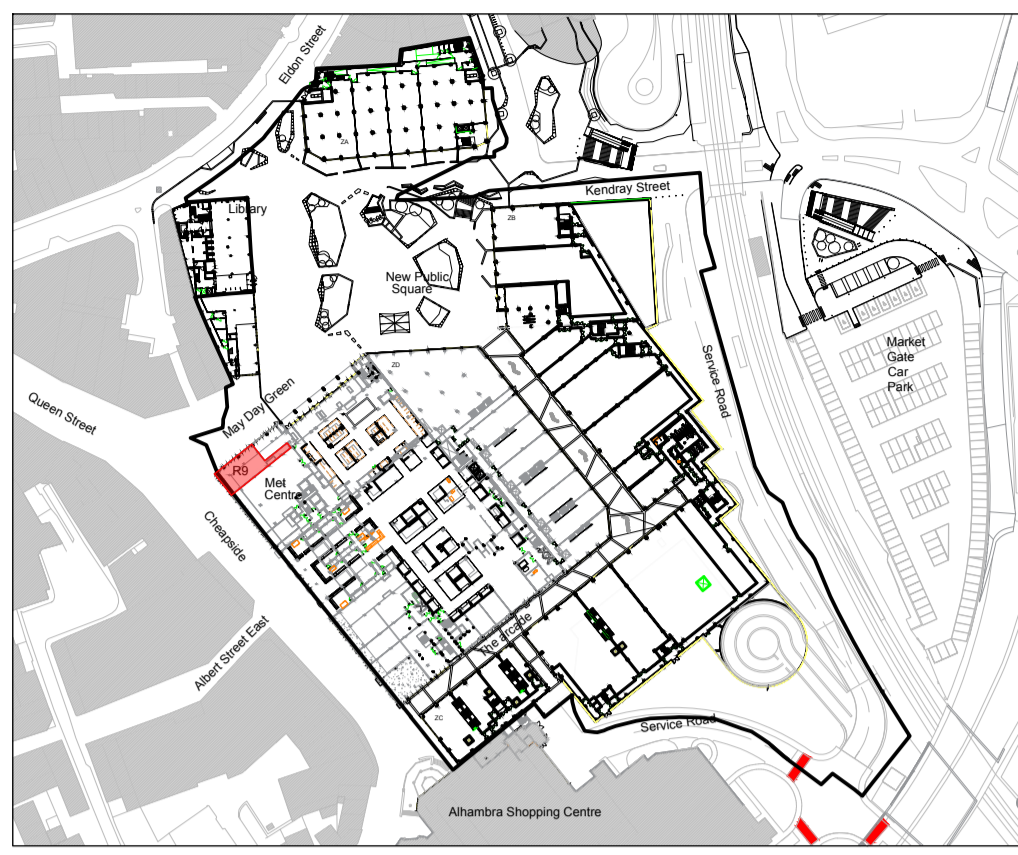 Eldon Street
ZA
Kendray Street
Library
ZB
New Public
Square
Service Road
Market
Gate
Car
Park
ZD
May Day Green
Queen Street
R9
Met
Centre
Cheapside
The arcade
Albert Street East
ZC
Service Road
Alhambra Shopping Centre